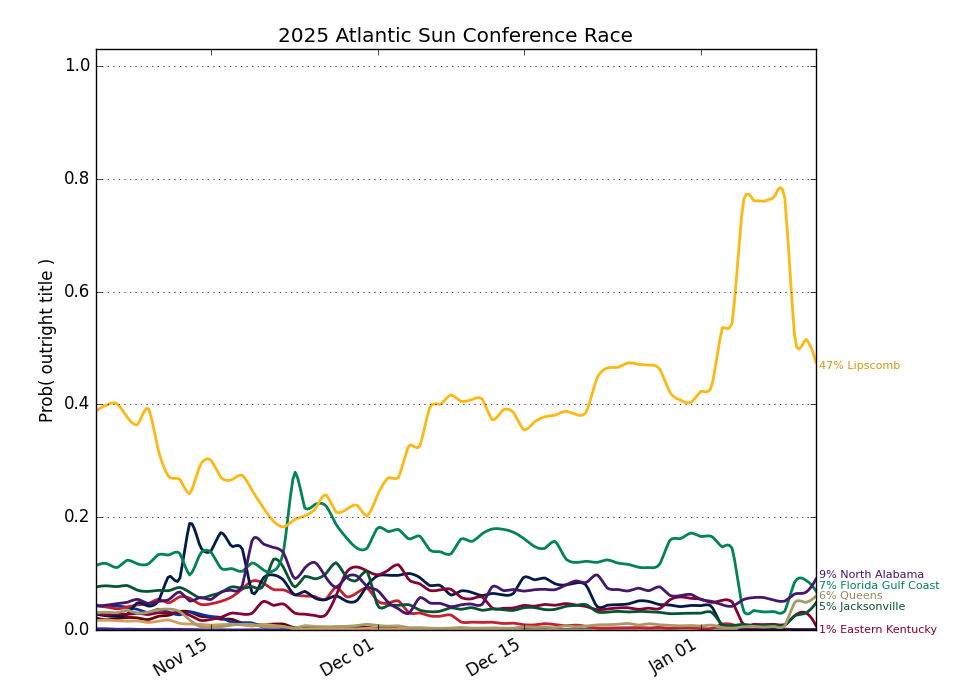 2025 Atlantic Sun Conference Race
Prob( outright title )
1.0
0.8
0.6
0.4
0.2
0.0
47% Lipscomb
9% North Alabama
7% Florida Gulf Coast
6% Queens
4% Jacksonville
1% Eastern Kentucky
Nov 15
Dec 01
Dec 15
Jan 01